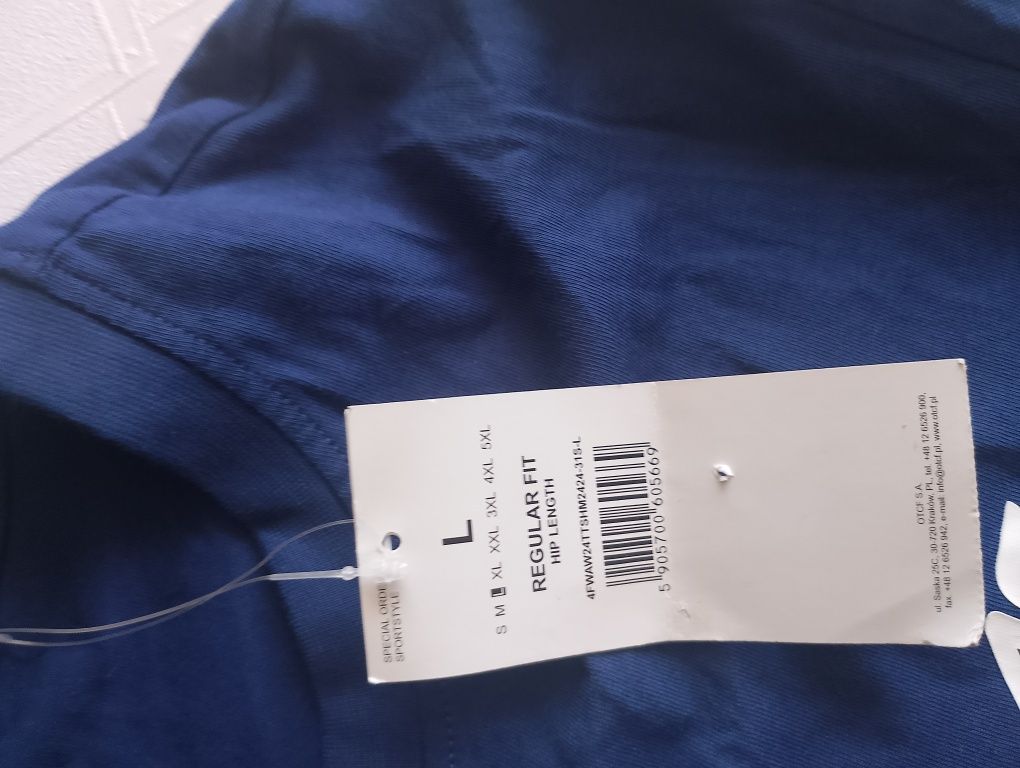 SPECIAL ORDE
SPORTSTYLE
L
S M L XL XXL 3XL 4XL 5XL
REGULAR FIT
HIP LENGTH
4FWAW24TTSHM2424-31S-L
5 905700 605669
OTCF S.A.
ul. Saska 25C, 30-720 Kraków, PL, tel. +48 12 6526 900,
fax. +48 12 6526 942, e-mail: info@otcf.pl, www.otcf.pl